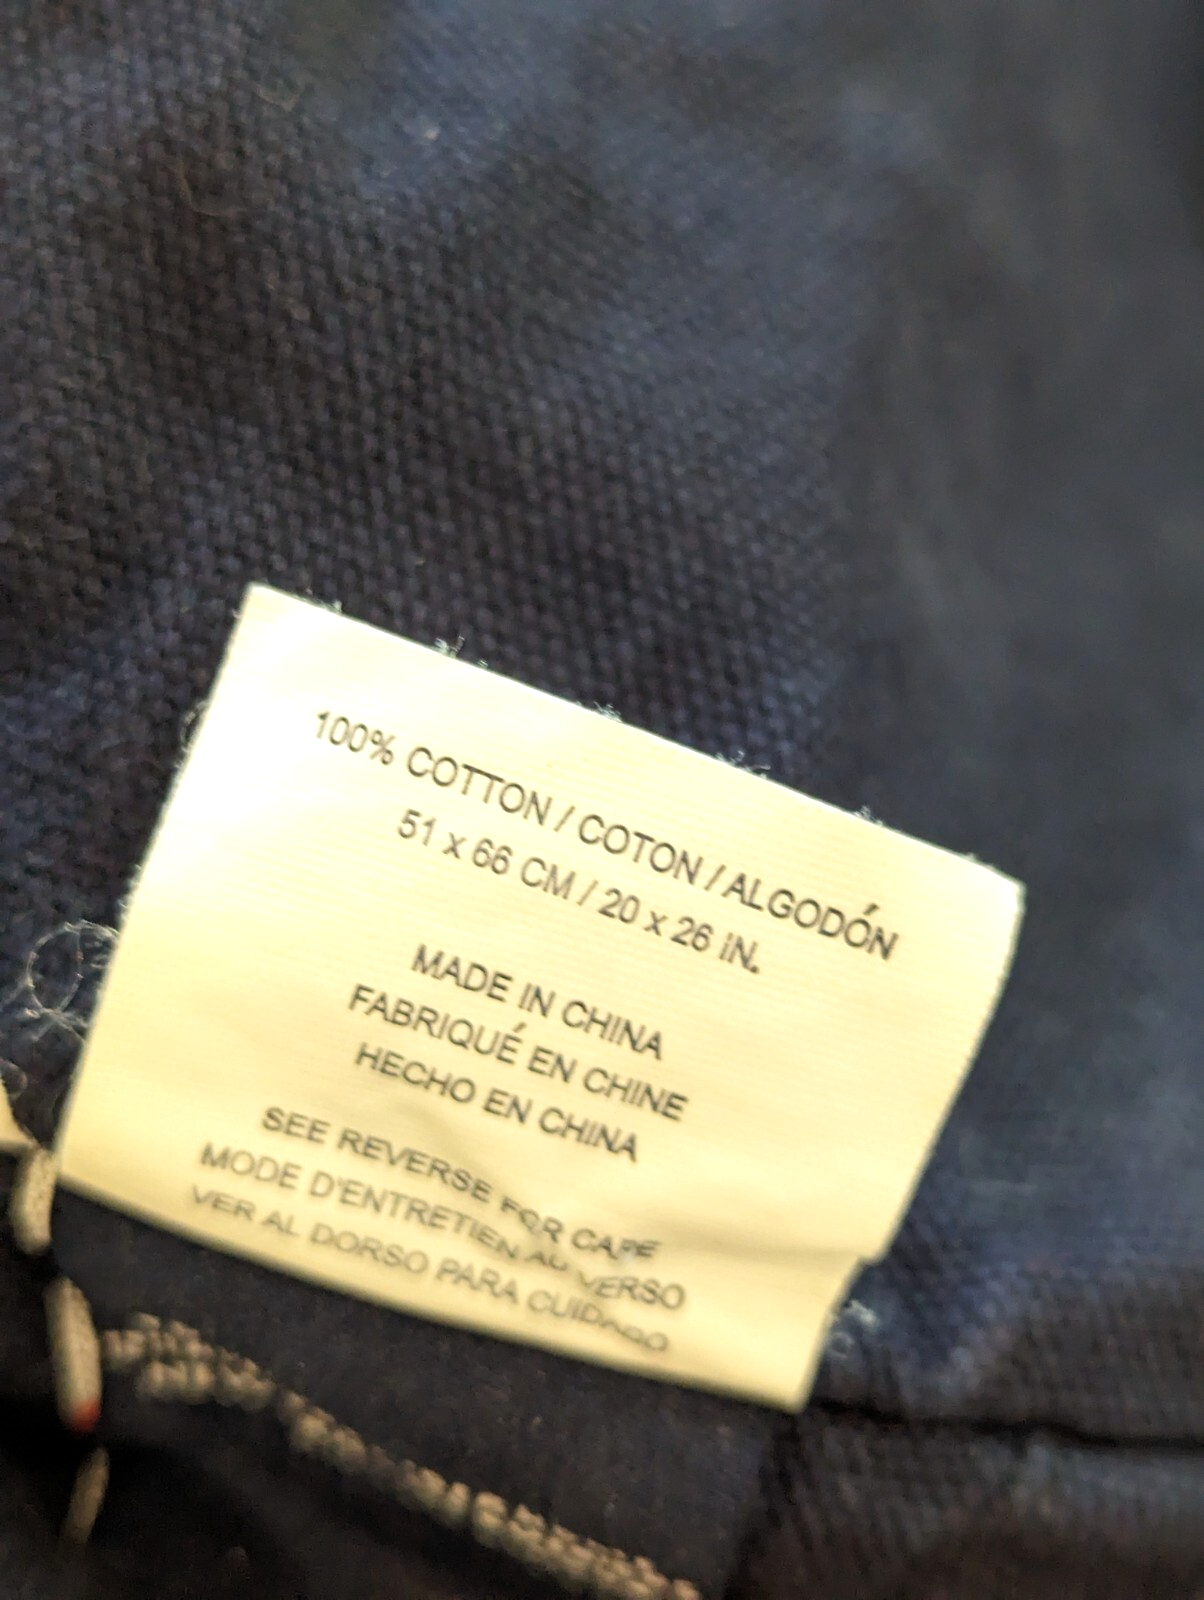 100% COTTON / COTON / ALGODÓN
51 x 66 CM / 20 x 26 IN.
MADE IN CHINA
FABRIQUÉ EN CHINE
HECHO EN CHINA
SEE REVERSE FOR CARE
MODE D'ENTRETIEN AU VERSO
VER AL DORSO PARA CUIDADO